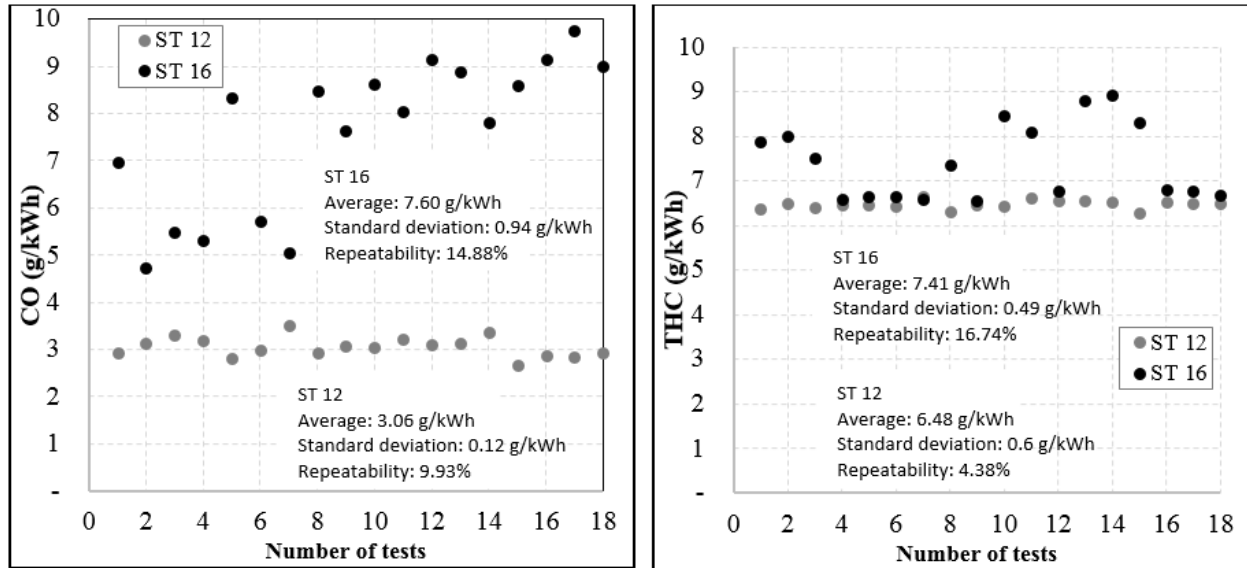 10
9
8
7
6
5
4
3
2
1
-
CO (g/kWh)
ST 12
ST 16
ST 16
Average: 7.60 g/kWh
Standard deviation: 0.94 g/kWh
Repeatability: 14.88%
ST 12
Average: 3.06 g/kWh
Standard deviation: 0.12 g/kWh
Repeatability: 9.93%
0 2 4 6 8 10 12 14 16 18
Number of tests
10
9
8
7
6
5
4
3
2
1
-
THC (g/kWh)
ST 16
Average: 7.41 g/kWh
Standard deviation: 0.49 g/kWh
Repeatability: 16.74%
ST 12
ST 16
ST 12
Average: 6.48 g/kWh
Standard deviation: 0.6 g/kWh
Repeatability: 4.38%
0 2 4 6 8 10 12 14 16 18
Number of tests